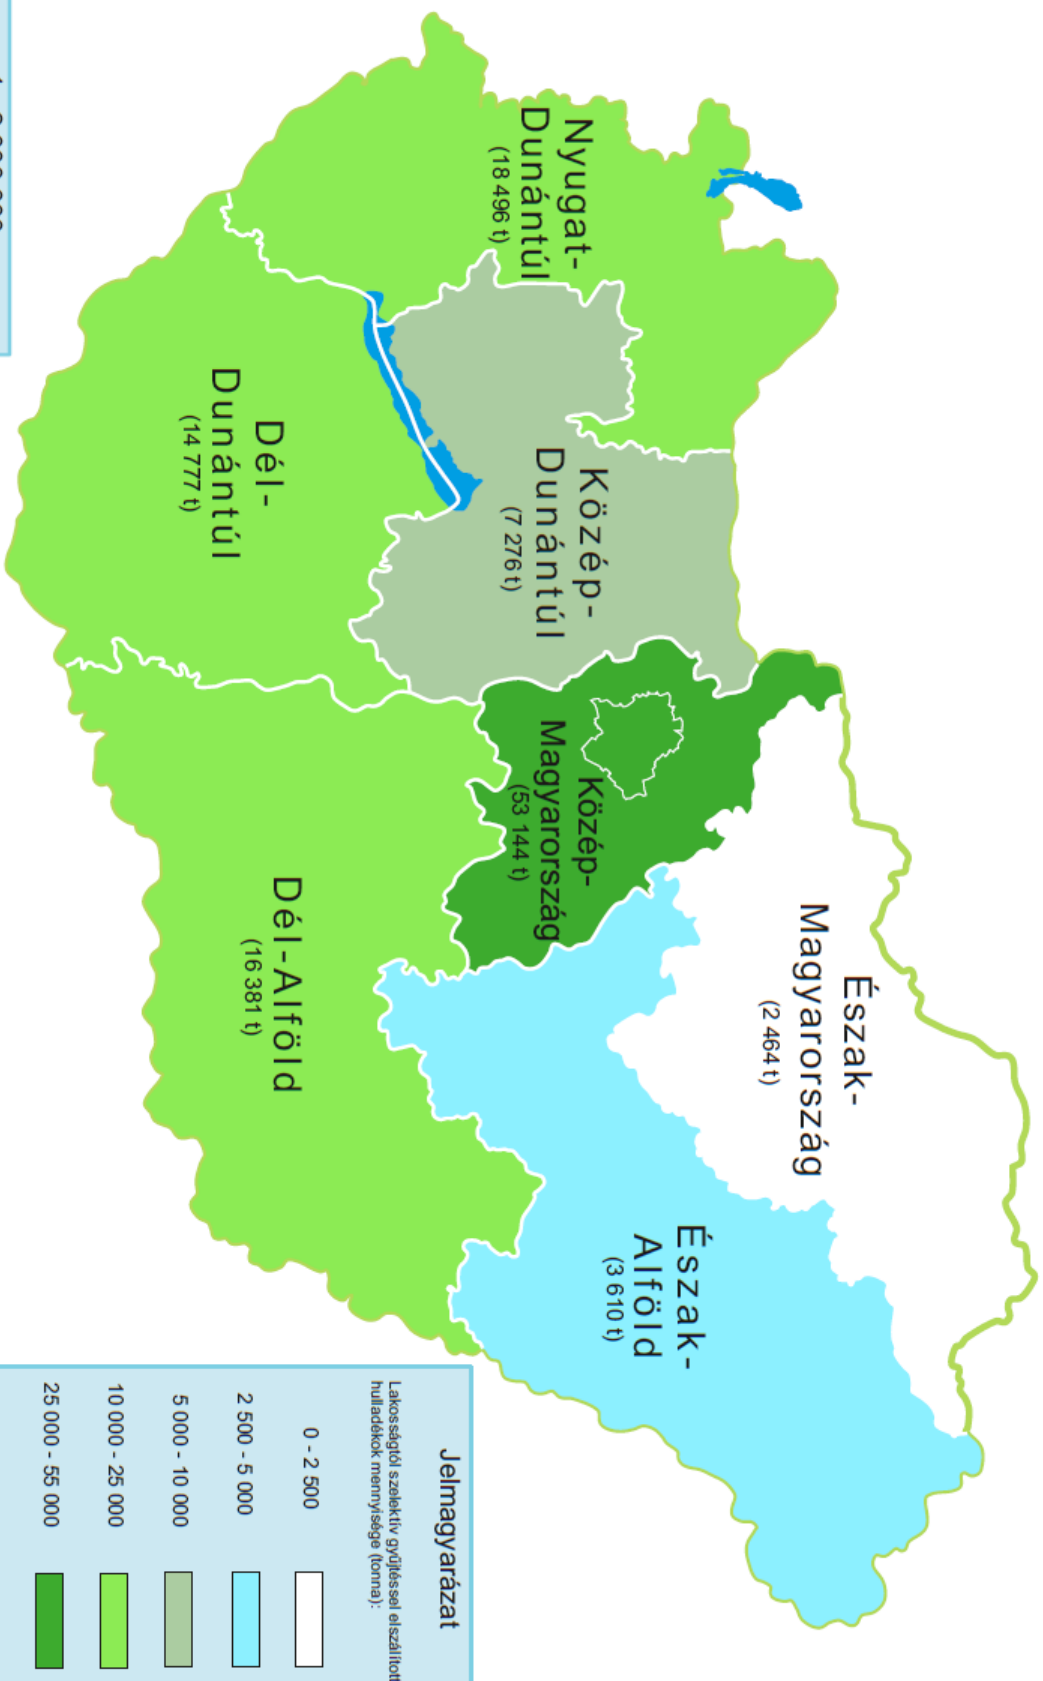 Nyugat-
Dunántúl
(18 496 t)
Közép-
Dunántúl
(7 276 t)
Dél-
Dunántúl
(14 777 t)
Közép-
Magyarország
(53 144 t)
Észak-
Magyarország
(2 464 t)
Észak-
Alföld
(3 610 t)
Dél-Alföld
(16 381 t)
Jelmagyarázat
Lakosságtól szelektív gyűjtéssel elszállított
hulladékok mennyisége (tonna):
0 - 2 500
2 500 - 5 000
5 000 - 10 000
10 000 - 25 000
25 000 - 55 000